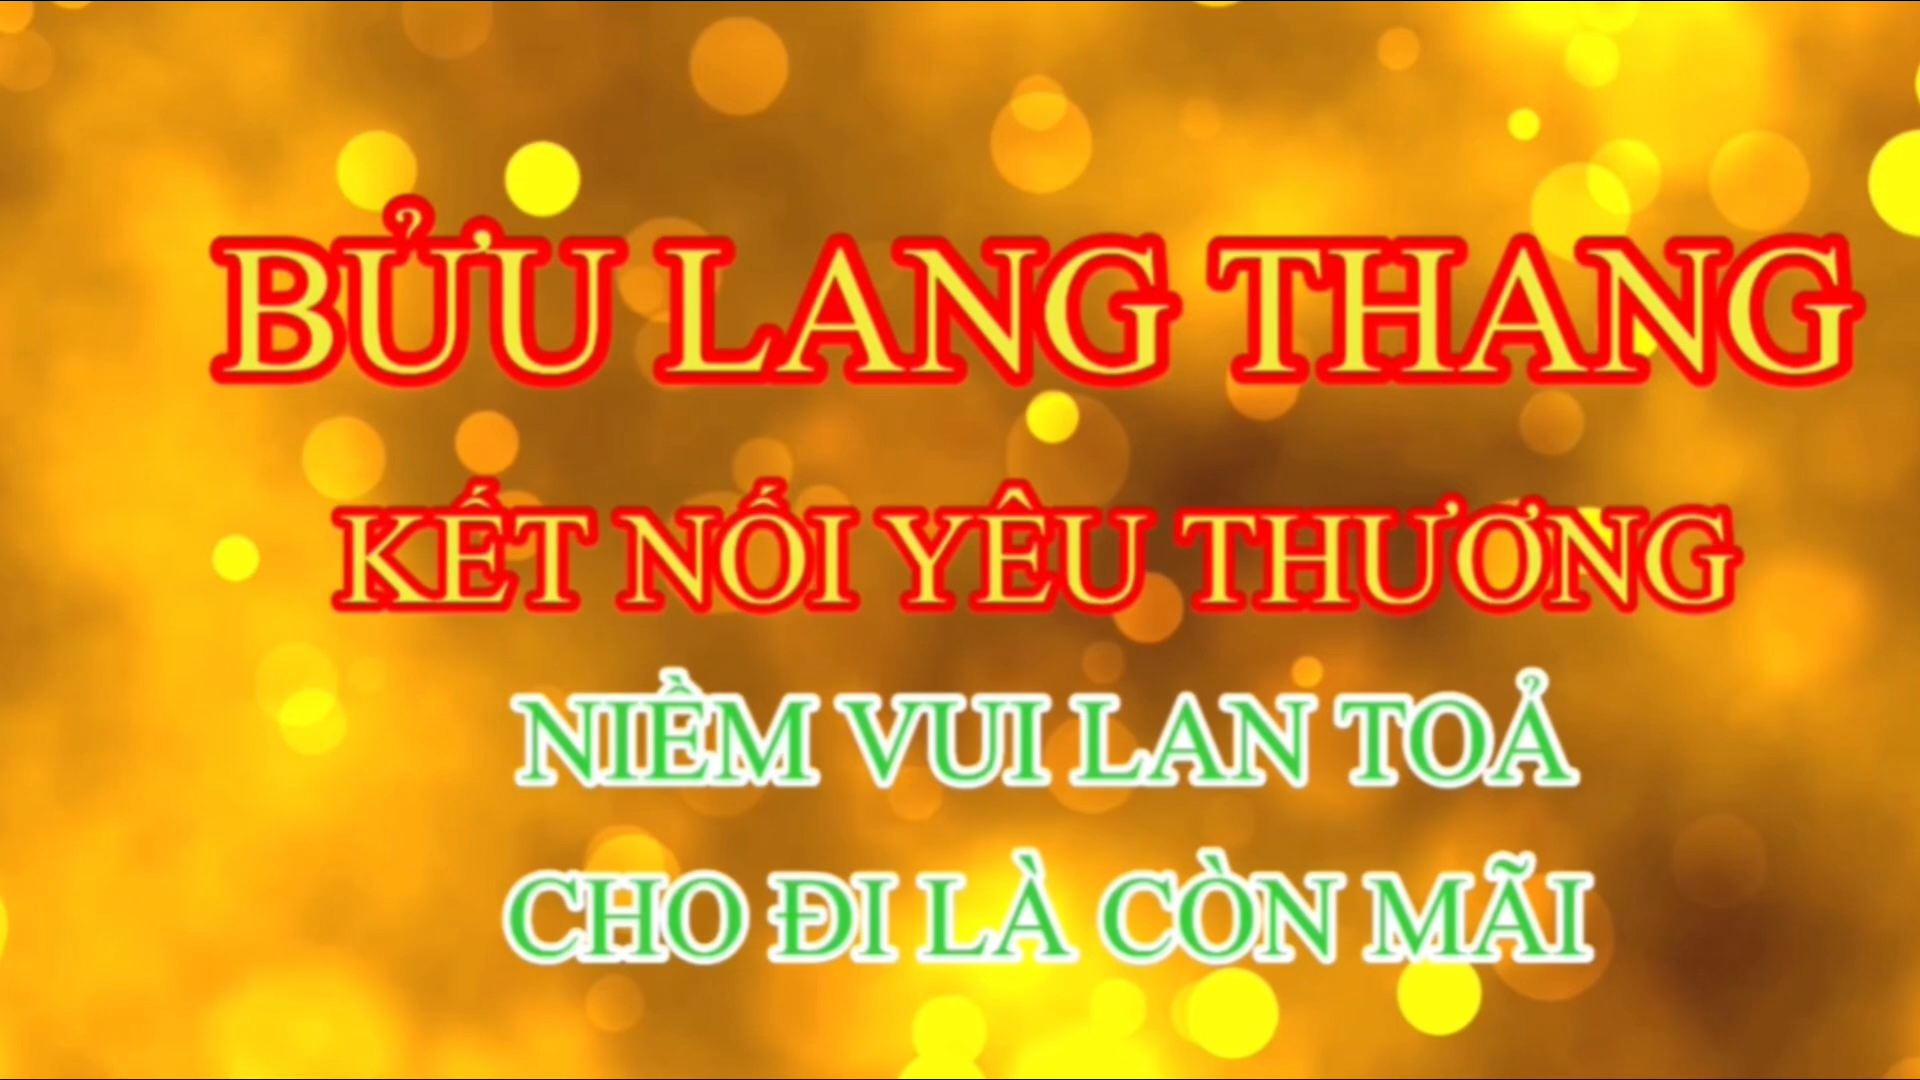 BỬU LANG THANG
KẾT NỐI YÊU THƯƠNG
NIỀM VUI LAN TOẢ
CHO ĐI LÀ CÒN MÃI